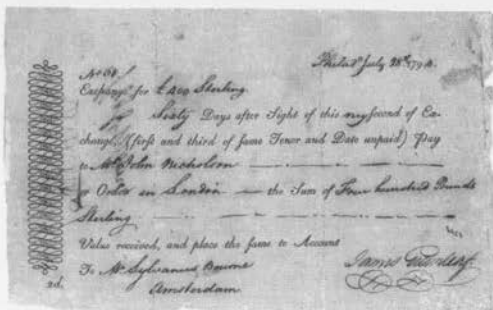 Philad.ᵃ July 28th 1794.
No 61
Exchange for £400 Sterling.
Sixty Days after Sight of this my second of Ex-
change, (first and third of same Tenor and Date unpaid) Pay
to Mr John Nicholson
or Order in London the Sum of Four hundred Pounds
Sterling
Value received, and place the same to Account
To Mr Sylvanus Bourne
Amsterdam
James Greenleaf
2d.